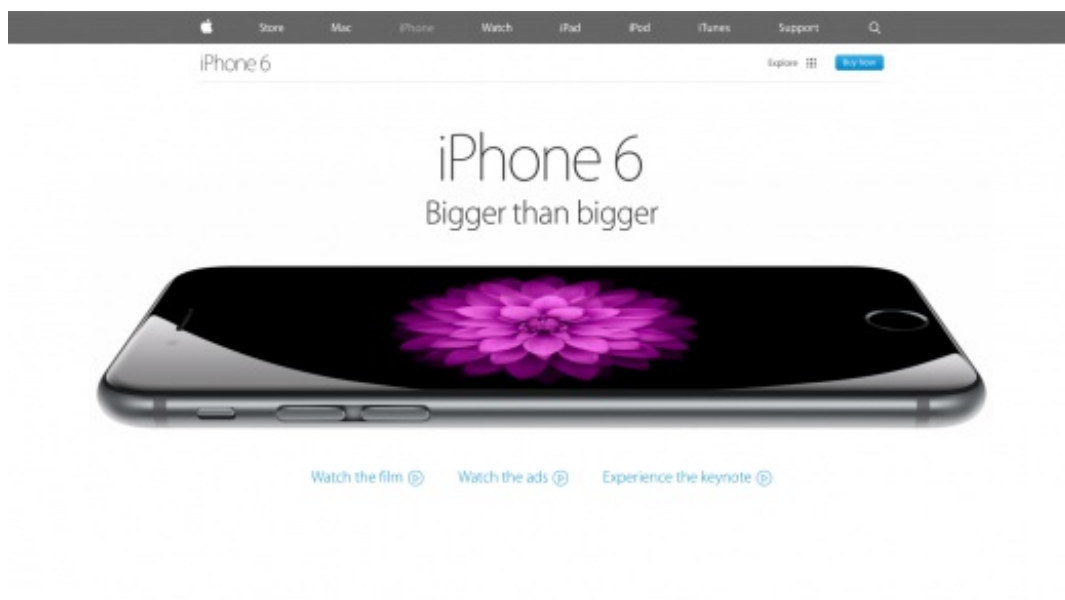 Store Mac iPhone Watch iPad iPod iTunes Support
iPhone 6 Explore Buy Now
iPhone 6
Bigger than bigger
Watch the film Watch the ads Experience the keynote